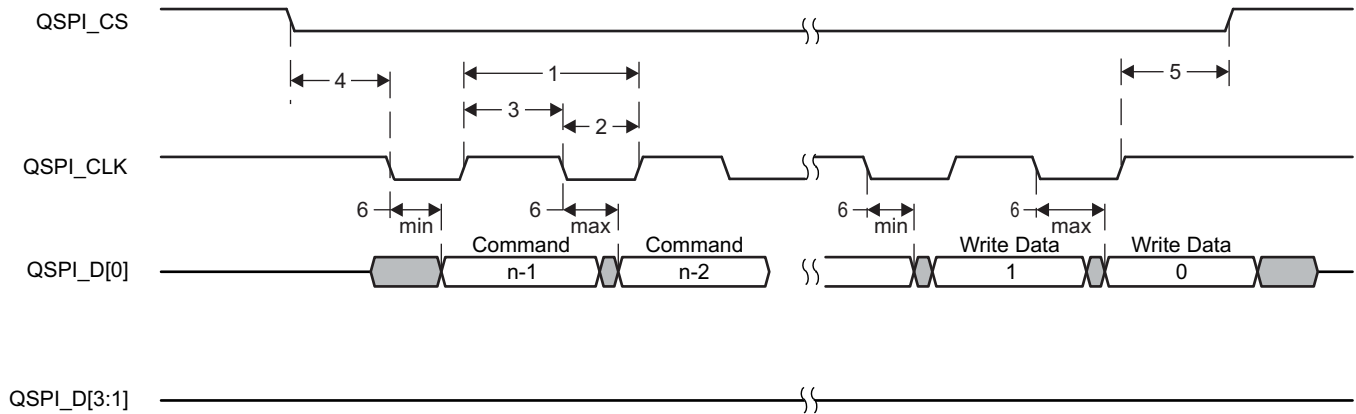 QSPI_CS
4
1
5
3
2
QSPI_CLK
6 min
6 max
6 min
6 max
QSPI_D[0]
Command n-1
Command n-2
Write Data 1
Write Data 0
QSPI_D[3:1]